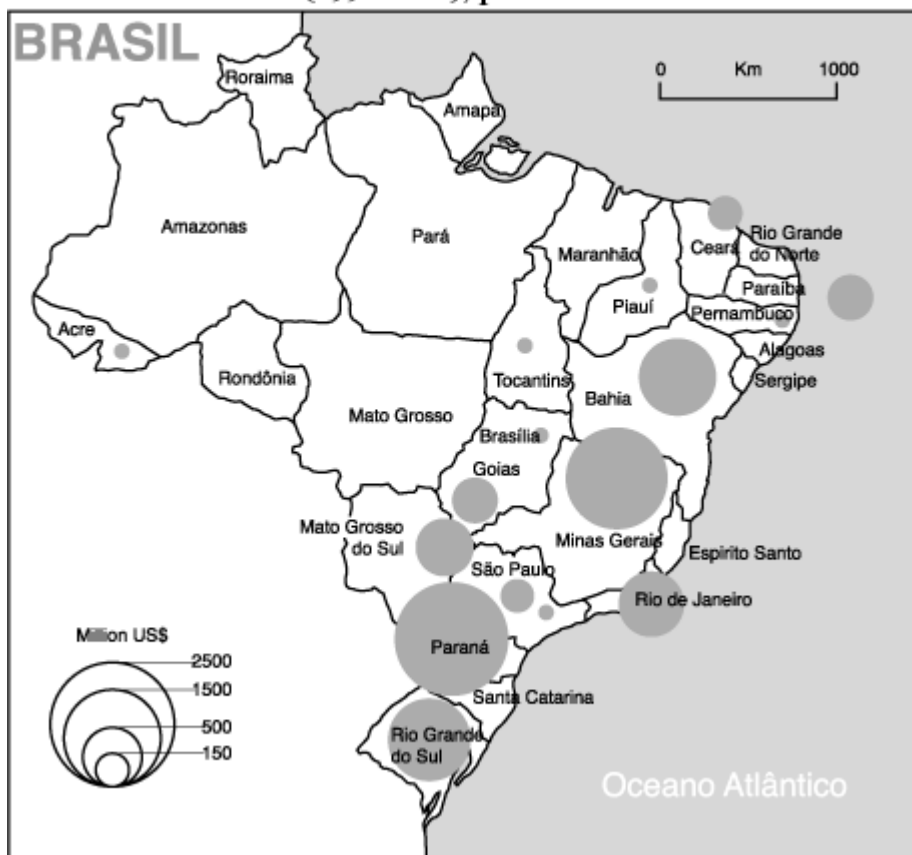 BRASIL
0 Km 1000
Roraima
Amapa
Amazonas
Pará
Maranhão
Ceará
Rio Grande
do Norte
Piauí
Paraíba
Pernambuco
Alagoas
Sergipe
Acre
Rondônia
Tocantins
Bahia
Mato Grosso
Brasília
Goias
Mato Grosso
do Sul
Minas Gerais
Espirito Santo
São Paulo
Rio de Janeiro
Paraná
Santa Catarina
Rio Grande
do Sul
Million US$
2500
1500
500
150
Oceano Atlântico